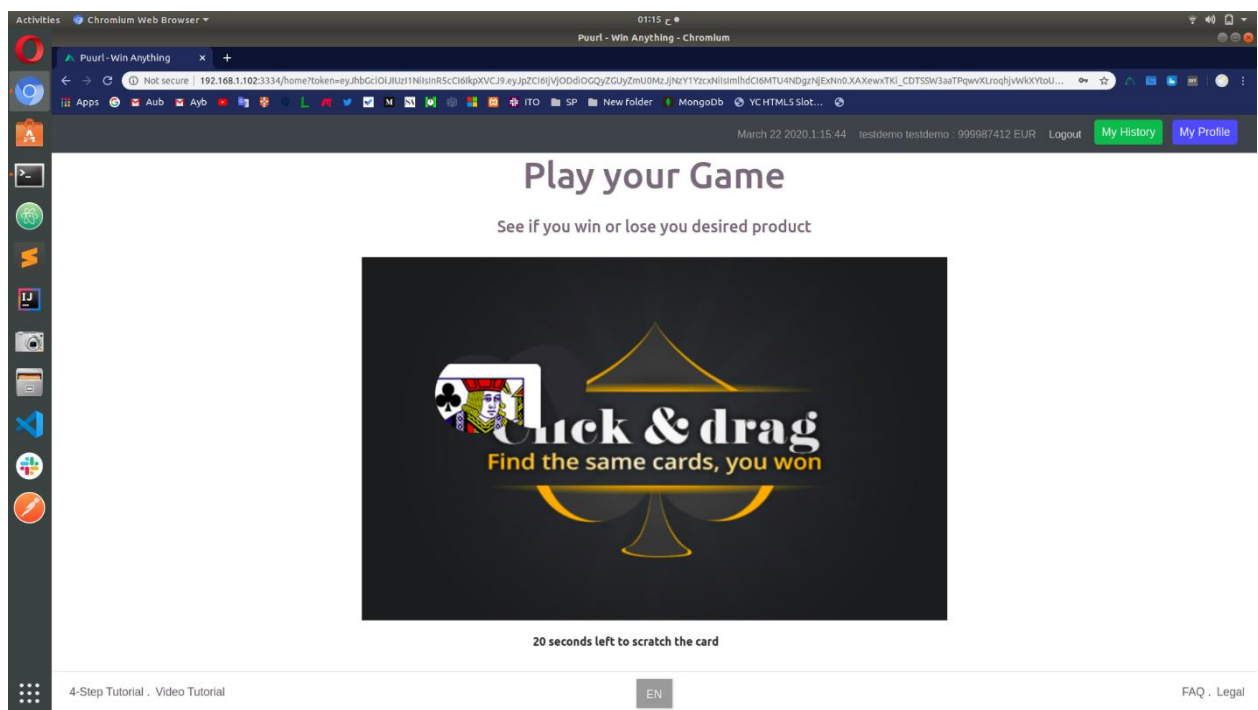 Activities Chromium Web Browser 01:15 ح
Puurl - Win Anything - Chromium
Puurl - Win Anything
Not secure 192.168.1.102:3334/home?token=
Apps Aub Ayb ITO SP New folder MongoDb YC HTML5 Slot...
March 22 2020,1:15:44 testdemo testdemo : 999987412 EUR Logout My History My Profile
Play your Game
See if you win or lose you desired product
Click & drag
Find the same cards, you won
20 seconds left to scratch the card
4-Step Tutorial . Video Tutorial EN FAQ . Legal